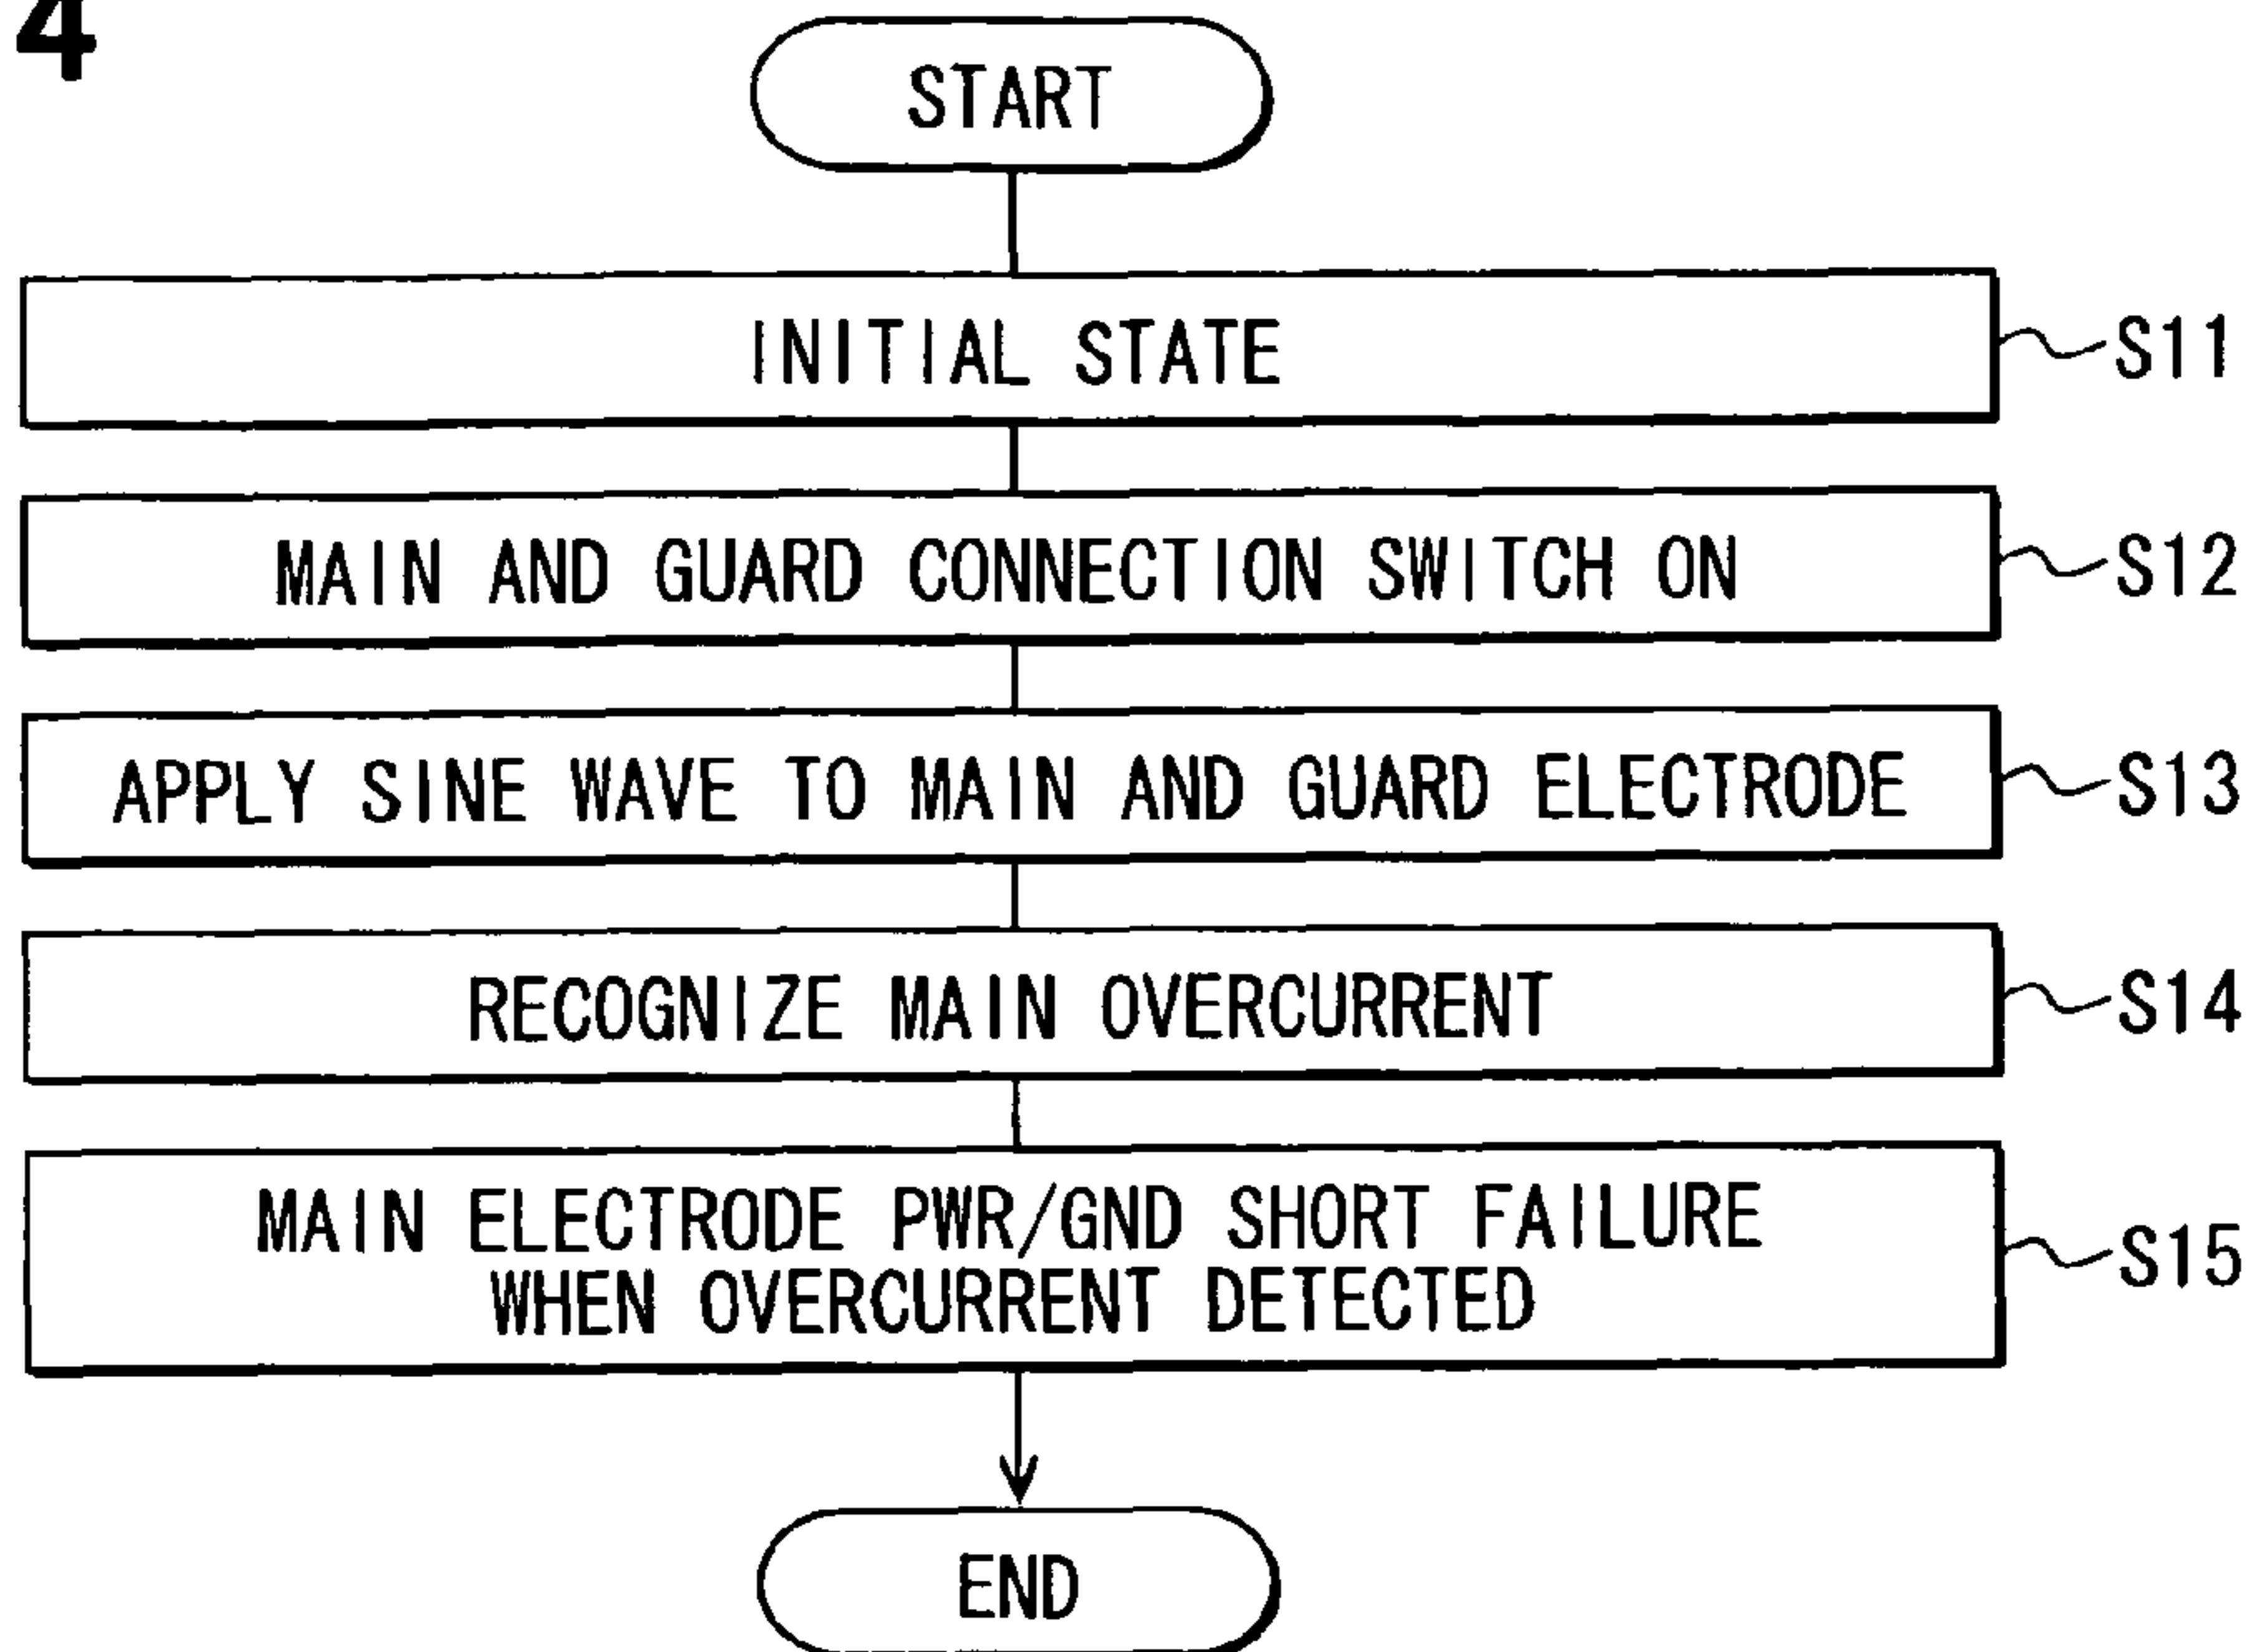 4
START
INITIAL STATE
S11
MAIN AND GUARD CONNECTION SWITCH ON
S12
APPLY SINE WAVE TO MAIN AND GUARD ELECTRODE
S13
RECOGNIZE MAIN OVERCURRENT
S14
MAIN ELECTRODE PWR/GND SHORT FAILURE
WHEN OVERCURRENT DETECTED
S15
END